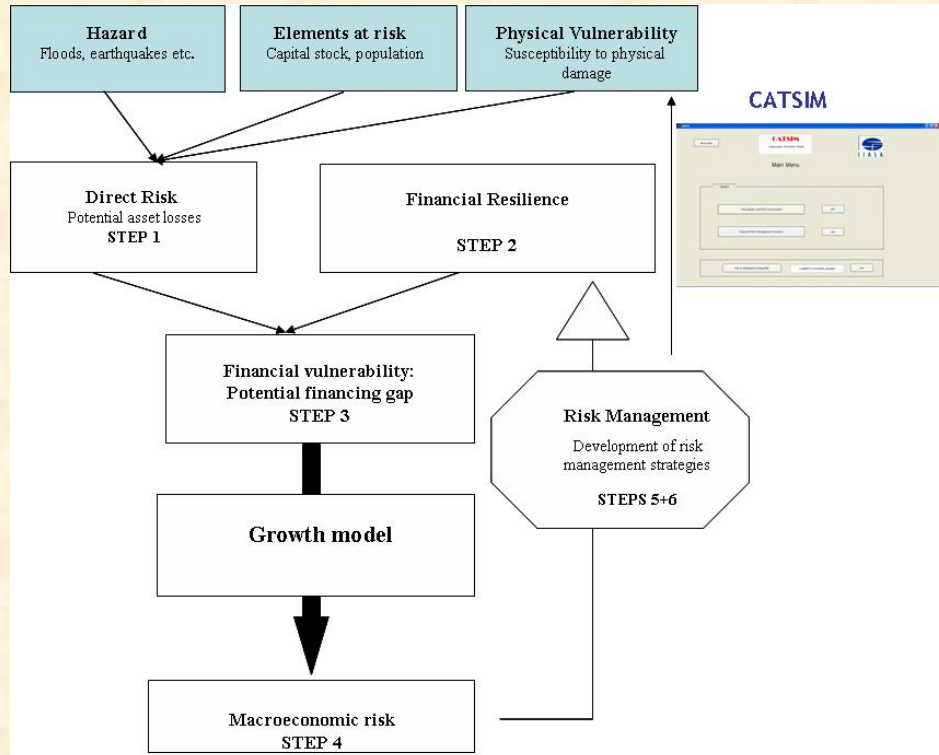 Hazard
Floods, earthquakes etc.
Elements at risk
Capital stock, population
Physical Vulnerability
Susceptibility to physical
damage
CATSIM
CATSIM
IIASA
Main Menu
Direct Risk
Potential asset losses
STEP 1
Financial Resilience
STEP 2
Financial vulnerability:
Potential financing gap
STEP 3
Risk Management
Development of risk
management strategies
STEPS 5+6
Growth model
Macroeconomic risk
STEP 4